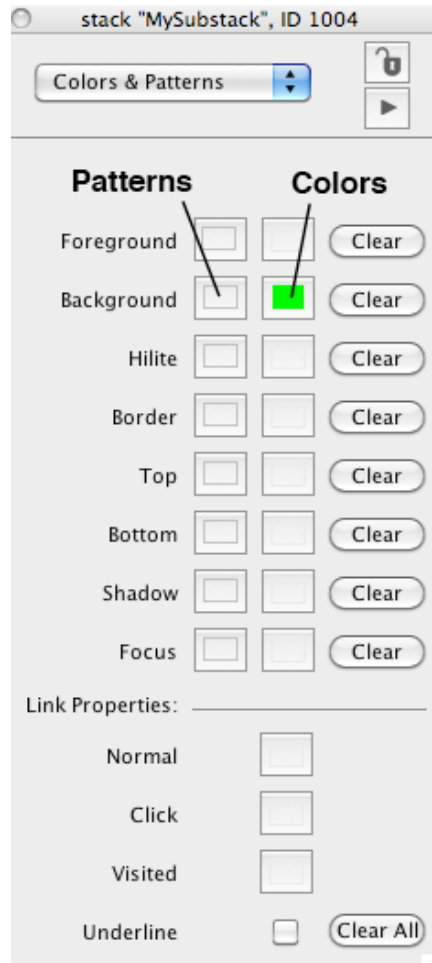 stack "MySubstack", ID 1004
Colors & Patterns
Patterns Colors
Foreground Clear
Background Clear
Hilite Clear
Border Clear
Top Clear
Bottom Clear
Shadow Clear
Focus Clear
Link Properties:
Normal
Click
Visited
Underline Clear All